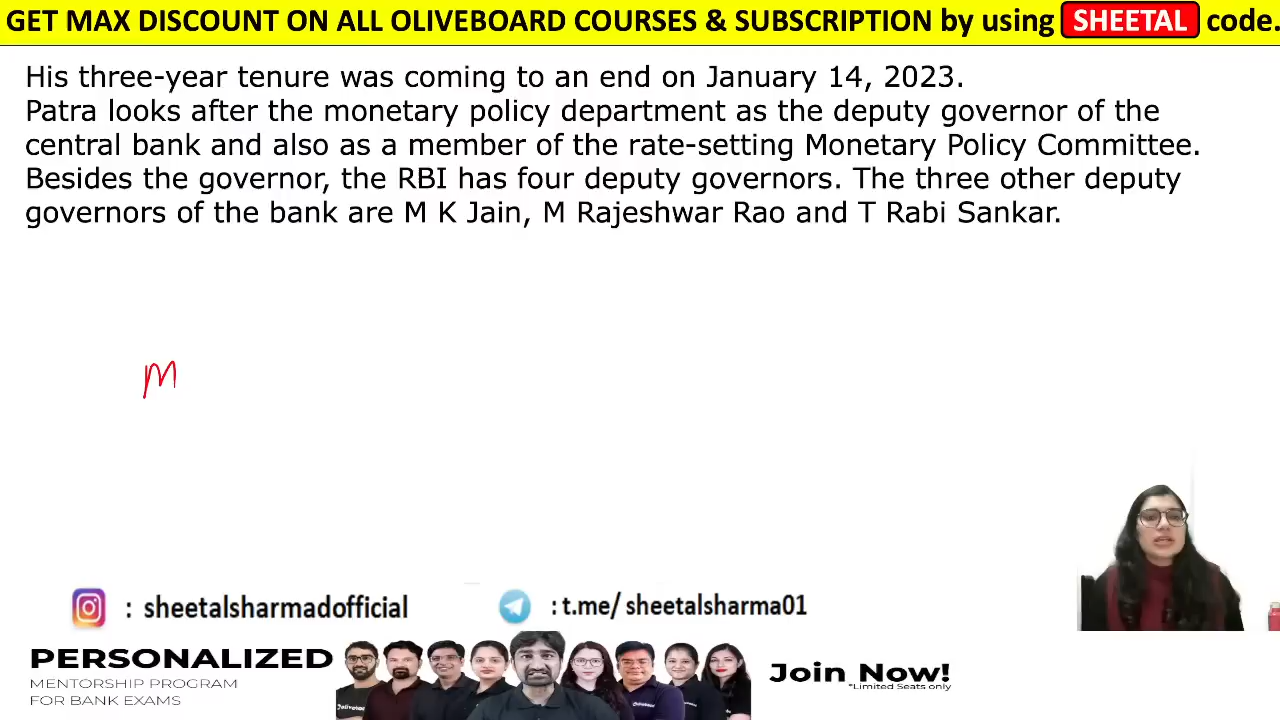 GET MAX DISCOUNT ON ALL OLIVEBOARD COURSES & SUBSCRIPTION by using SHEETAL code.
His three-year tenure was coming to an end on January 14, 2023.
Patra looks after the monetary policy department as the deputy governor of the
central bank and also as a member of the rate-setting Monetary Policy Committee.
Besides the governor, the RBI has four deputy governors. The three other deputy
governors of the bank are M K Jain, M Rajeshwar Rao and T Rabi Sankar.
M
: sheetalsharmadofficial
: t.me/ sheetalsharma01
PERSONALIZED
MENTORSHIP PROGRAM
FOR BANK EXAMS
Join Now!
*Limited Seats only